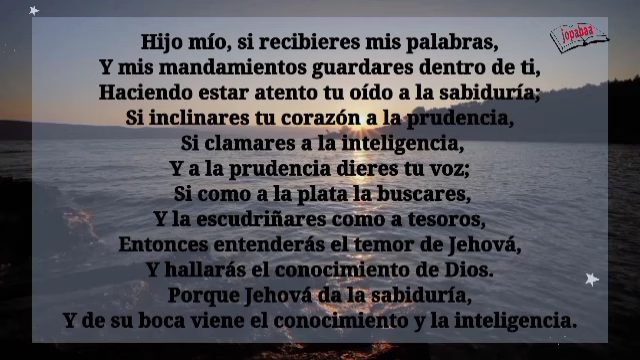 jopabaa
Hijo mío, si recibieres mis palabras,
Y mis mandamientos guardares dentro de ti,
Haciendo estar atento tu oído a la sabiduría;
Si inclinares tu corazón a la prudencia,
Si clamares a la inteligencia,
Y a la prudencia dieres tu voz;
Si como a la plata la buscares,
Y la escudriñares como a tesoros,
Entonces entenderás el temor de Jehová,
Y hallarás el conocimiento de Dios.
Porque Jehová da la sabiduría,
Y de su boca viene el conocimiento y la inteligencia.